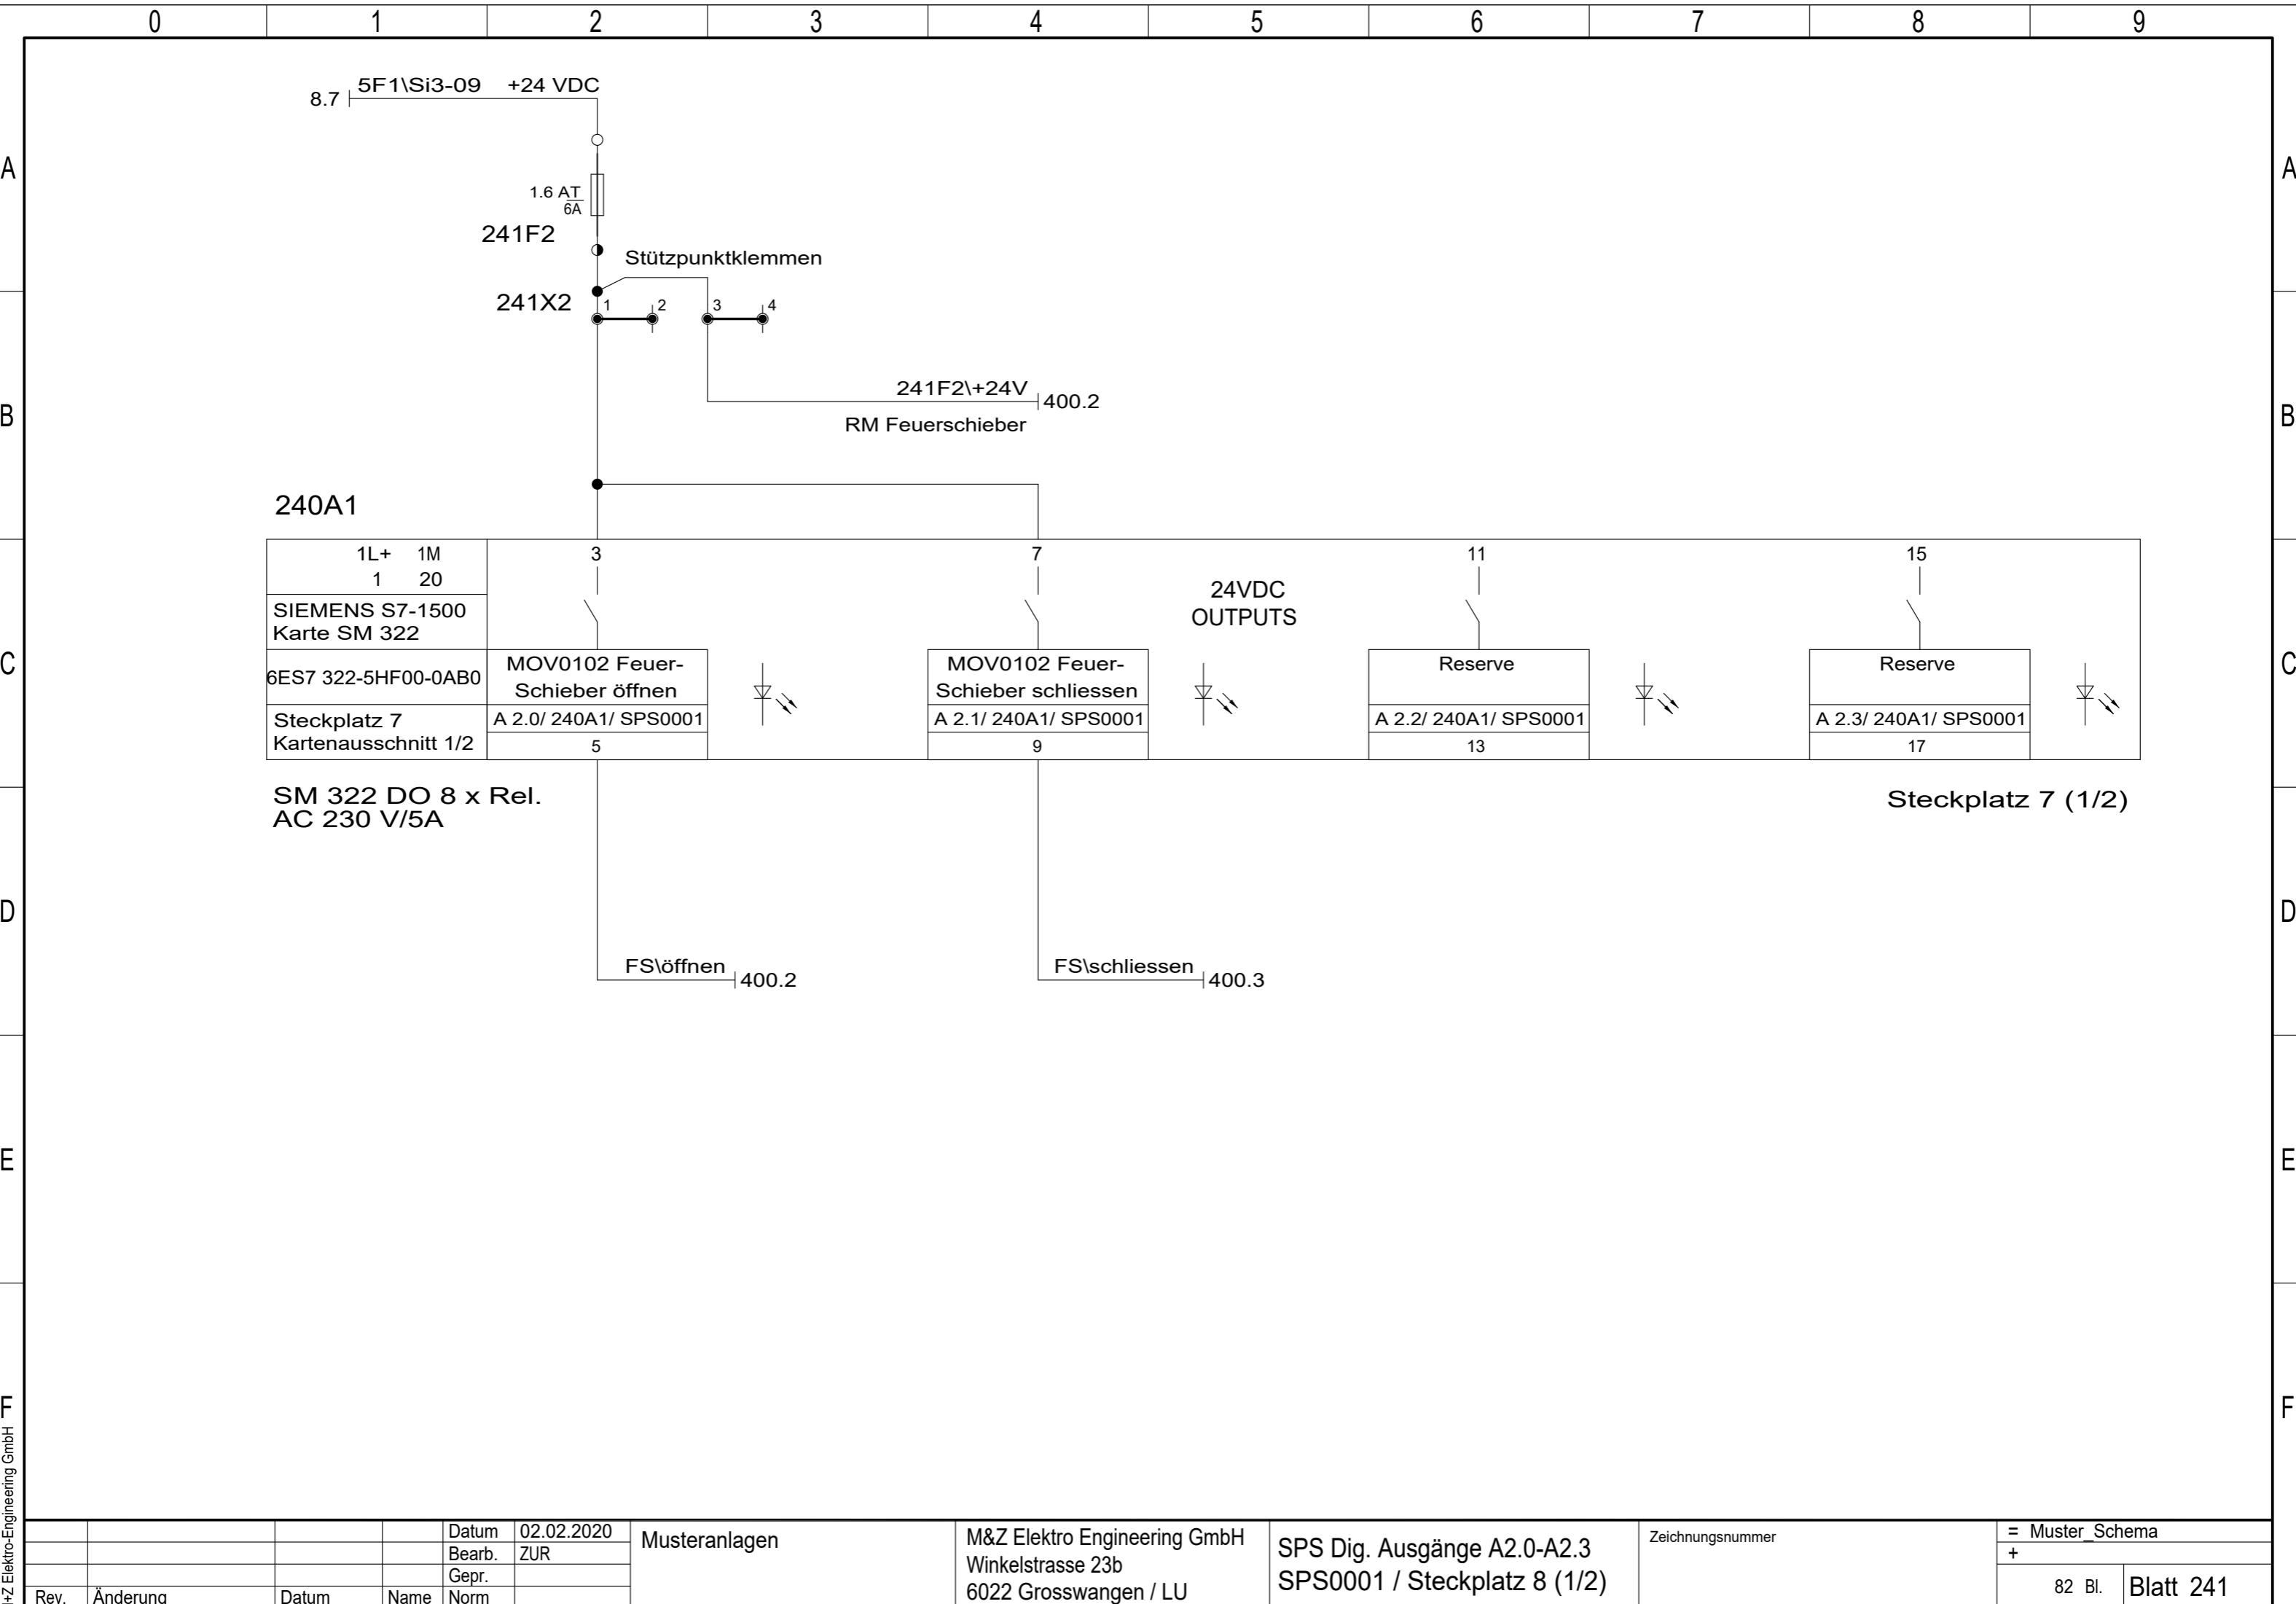 0 1 2 3 4 5 6 7 8 9
8.7 5F1\Si3-09 +24 VDC
A A
1.6 AT
6A
241F2
Stützpunktklemmen
241X2 1 2 3 4
241F2\+24V 400.2
B B
RM Feuerschieber
240A1
1L+ 1M 3 7 11 15
1 20
24VDC
OUTPUTS
SIEMENS S7-1500
Karte SM 322
C C
6ES7 322-5HF00-0AB0
MOV0102 Feuer-
Schieber öffnen
MOV0102 Feuer-
Schieber schliessen
Reserve
Reserve
Steckplatz 7
Kartenausschnitt 1/2
A 2.0/ 240A1/ SPS0001
A 2.1/ 240A1/ SPS0001
A 2.2/ 240A1/ SPS0001
A 2.3/ 240A1/ SPS0001
5 9 13 17
SM 322 DO 8 x Rel.
AC 230 V/5A
Steckplatz 7 (1/2)
D D
FS\öffnen 400.2
FS\schliessen 400.3
E E
F F
+Z Elektro-Engineering GmbH
Datum 02.02.2020
Bearb. ZUR
Gepr.
Rev. Änderung Datum Name Norm
Musteranlagen
M&Z Elektro Engineering GmbH
Winkelstrasse 23b
6022 Grosswangen / LU
SPS Dig. Ausgänge A2.0-A2.3
SPS0001 / Steckplatz 8 (1/2)
Zeichnungsnummer
= Muster_Schema
+
82 Bl. Blatt 241